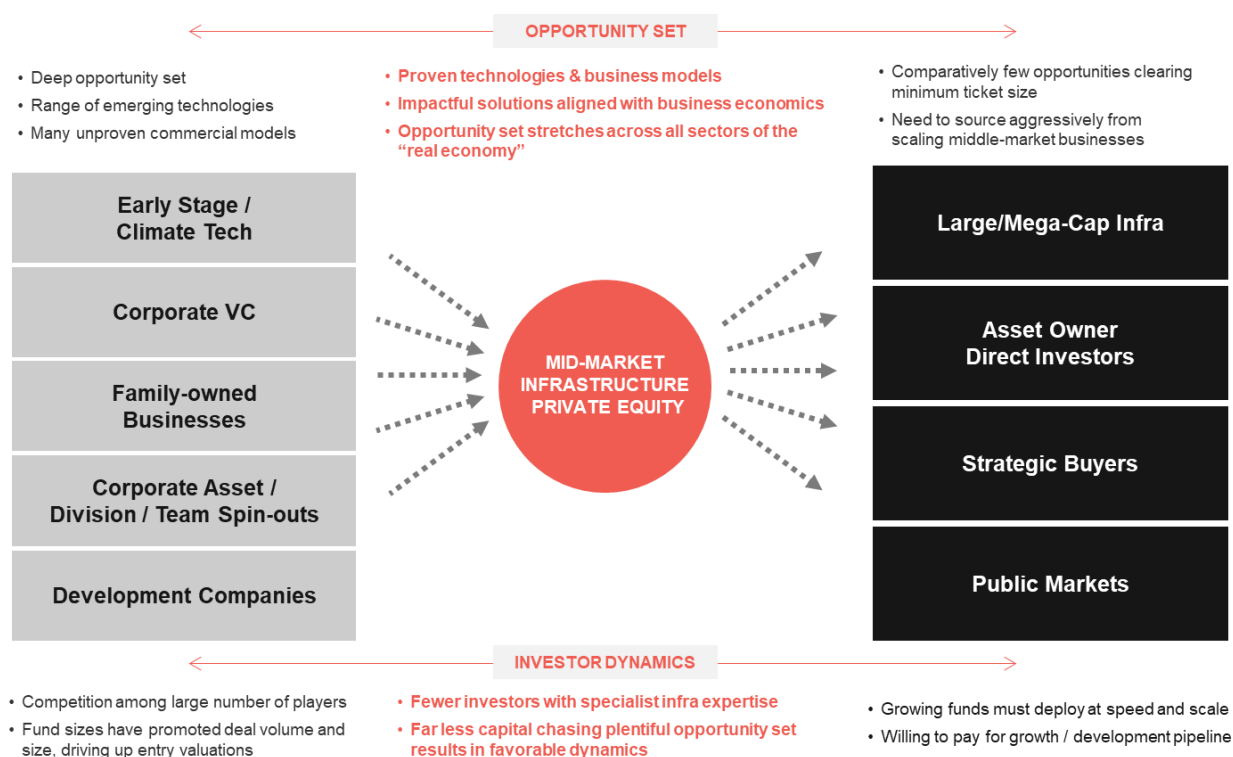 OPPORTUNITY SET
• Deep opportunity set
• Range of emerging technologies
• Many unproven commercial models
• Proven technologies & business models
• Impactful solutions aligned with business economics
• Opportunity set stretches across all sectors of the
“real economy”
• Comparatively few opportunities clearing
minimum ticket size
• Need to source aggressively from
scaling middle-market businesses
Early Stage /
Climate Tech
Corporate VC
Family-owned
Businesses
Corporate Asset /
Division / Team Spin-outs
Development Companies
MID-MARKET
INFRASTRUCTURE
PRIVATE EQUITY
Large/Mega-Cap Infra
Asset Owner
Direct Investors
Strategic Buyers
Public Markets
INVESTOR DYNAMICS
• Competition among large number of players
• Fund sizes have promoted deal volume and
size, driving up entry valuations
• Fewer investors with specialist infra expertise
• Far less capital chasing plentiful opportunity set
results in favorable dynamics
• Growing funds must deploy at speed and scale
• Willing to pay for growth / development pipeline